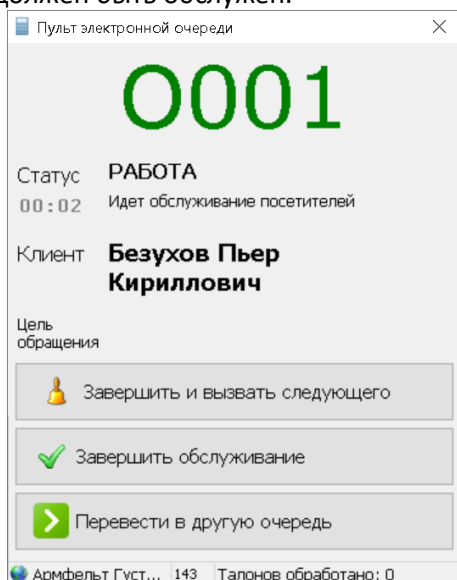 должен быть обслужен.
Пульт электронной очереди
О001
Статус РАБОТА
00:02 Идет обслуживание посетителей
Клиент Безухов Пьер
Кириллович
Цель
обращения
Завершить и вызвать следующего
Завершить обслуживание
Перевести в другую очередь
Армфельт Густ... 143 Талонов обработано: 0